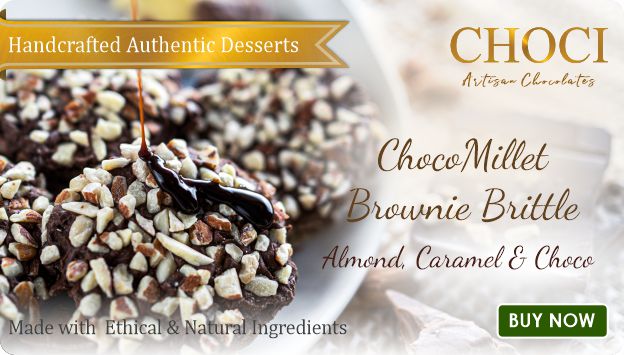 Handcrafted Authentic Desserts
CHOCI
Artisan Chocolates
ChocoMillet
Brownie Brittle
Almond, Caramel & Choco
Made with Ethical & Natural Ingredients
BUY NOW